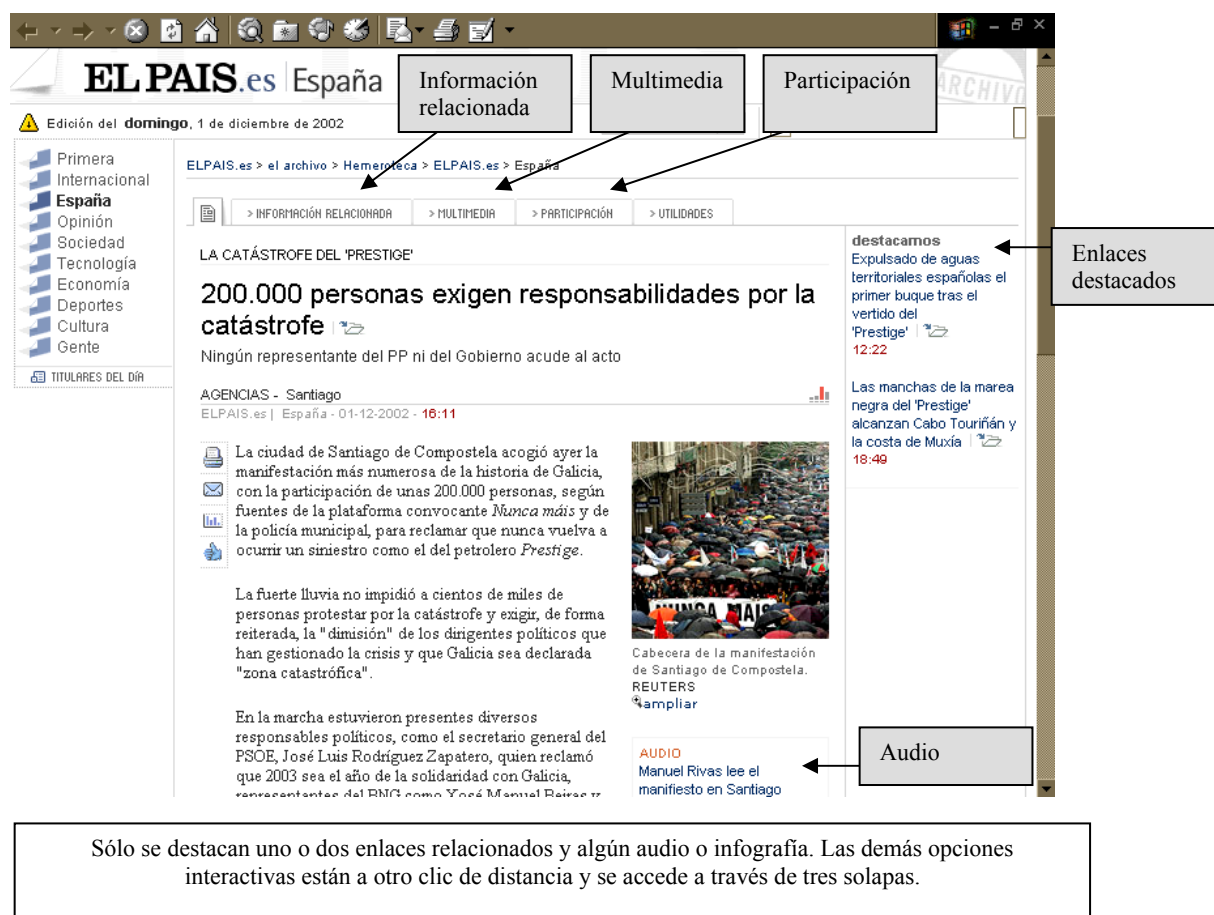 EL PAIS.es España
ARCHIVO
Información
relacionada
Multimedia
Participación
Edición del domingo, 1 de diciembre de 2002
Primera
Internacional
España
Opinión
Sociedad
Tecnología
Economía
Deportes
Cultura
Gente
TITULARES DEL DÍA
ELPAIS.es > el archivo > Hemeroteca > ELPAIS.es > España
> INFORMACIÓN RELACIONADA
> MULTIMEDIA
> PARTICIPACIÓN
> UTILIDADES
LA CATÁSTROFE DEL 'PRESTIGE'
200.000 personas exigen responsabilidades por la
catástrofe
Ningún representante del PP ni del Gobierno acude al acto
AGENCIAS - Santiago
ELPAIS.es | España - 01-12-2002 - 16:11
La ciudad de Santiago de Compostela acogió ayer la
manifestación más numerosa de la historia de Galicia,
con la participación de unas 200.000 personas, según
fuentes de la plataforma convocante Nunca máis y de
la policía municipal, para reclamar que nunca vuelva a
ocurrir un siniestro como el del petrolero Prestige.
La fuerte lluvia no impidió a cientos de miles de
personas protestar por la catástrofe y exigir, de forma
reiterada, la "dimisión" de los dirigentes políticos que
han gestionado la crisis y que Galicia sea declarada
"zona catastrófica".
En la marcha estuvieron presentes diversos
responsables políticos, como el secretario general del
PSOE, José Luis Rodríguez Zapatero, quien reclamó
que 2003 sea el año de la solidaridad con Galicia,
representantes del BNG como Xosé Manuel Beiras y
NUNCA MAIS
Cabecera de la manifestación
de Santiago de Compostela.
REUTERS
ampliar
AUDIO
Manuel Rivas lee el
manifiesto en Santiago
destacamos
Expulsado de aguas
territoriales españolas el
primer buque tras el
vertido del
'Prestige'
12:22
Las manchas de la marea
negra del 'Prestige'
alcanzan Cabo Touriñán y
la costa de Muxía
18:49
Enlaces
destacados
Audio
Sólo se destacan uno o dos enlaces relacionados y algún audio o infografía. Las demás opciones
interactivas están a otro clic de distancia y se accede a través de tres solapas.